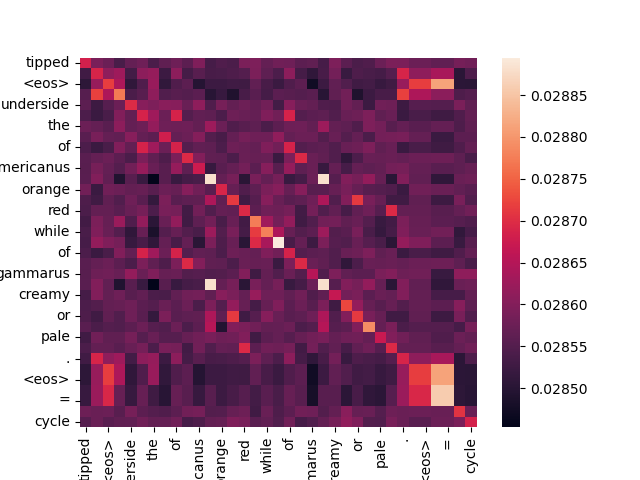 tipped
<eos>
underside
the
of
mericanus
orange
red
while
of
gammarus
creamy
or
pale
.
<eos>
=
cycle
0.02885
0.02880
0.02875
0.02870
0.02865
0.02860
0.02855
0.02850
tipped
<eos>
erside
the
of
canus
range
red
while
of
marus
reamy
or
pale
.
<eos>
=
cycle